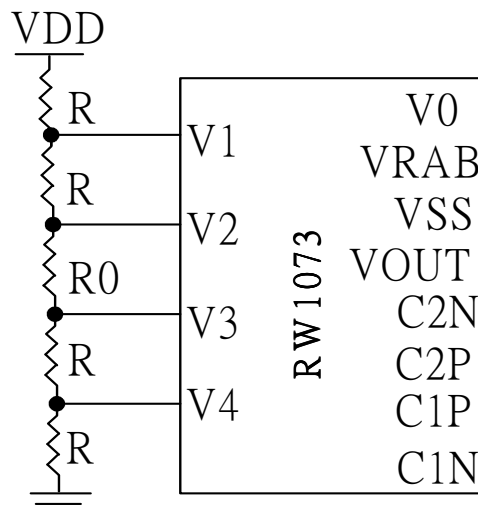 VDD
R
V1
R
V2
R0
V3
R
V4
R
RW1073
V0
VRAB
VSS
VOUT
C2N
C2P
C1P
C1N